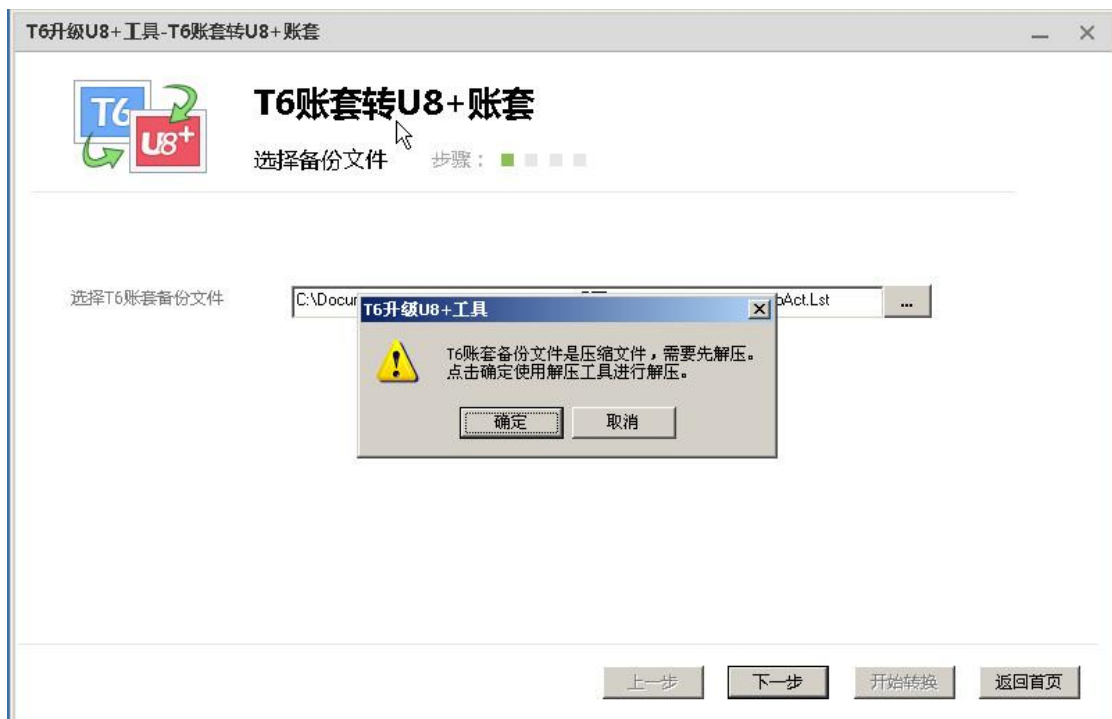 T6升级U8+工具-T6账套转U8+账套
T6
U8+
T6账套转U8+账套
选择备份文件 步骤：
选择T6账套备份文件
C:\Docum
bAct.Lst
...
T6升级U8+工具
T6账套备份文件是压缩文件，需要先解压。
点击确定使用解压工具进行解压。
确定 取消
上一步 下一步 开始转换 返回首页